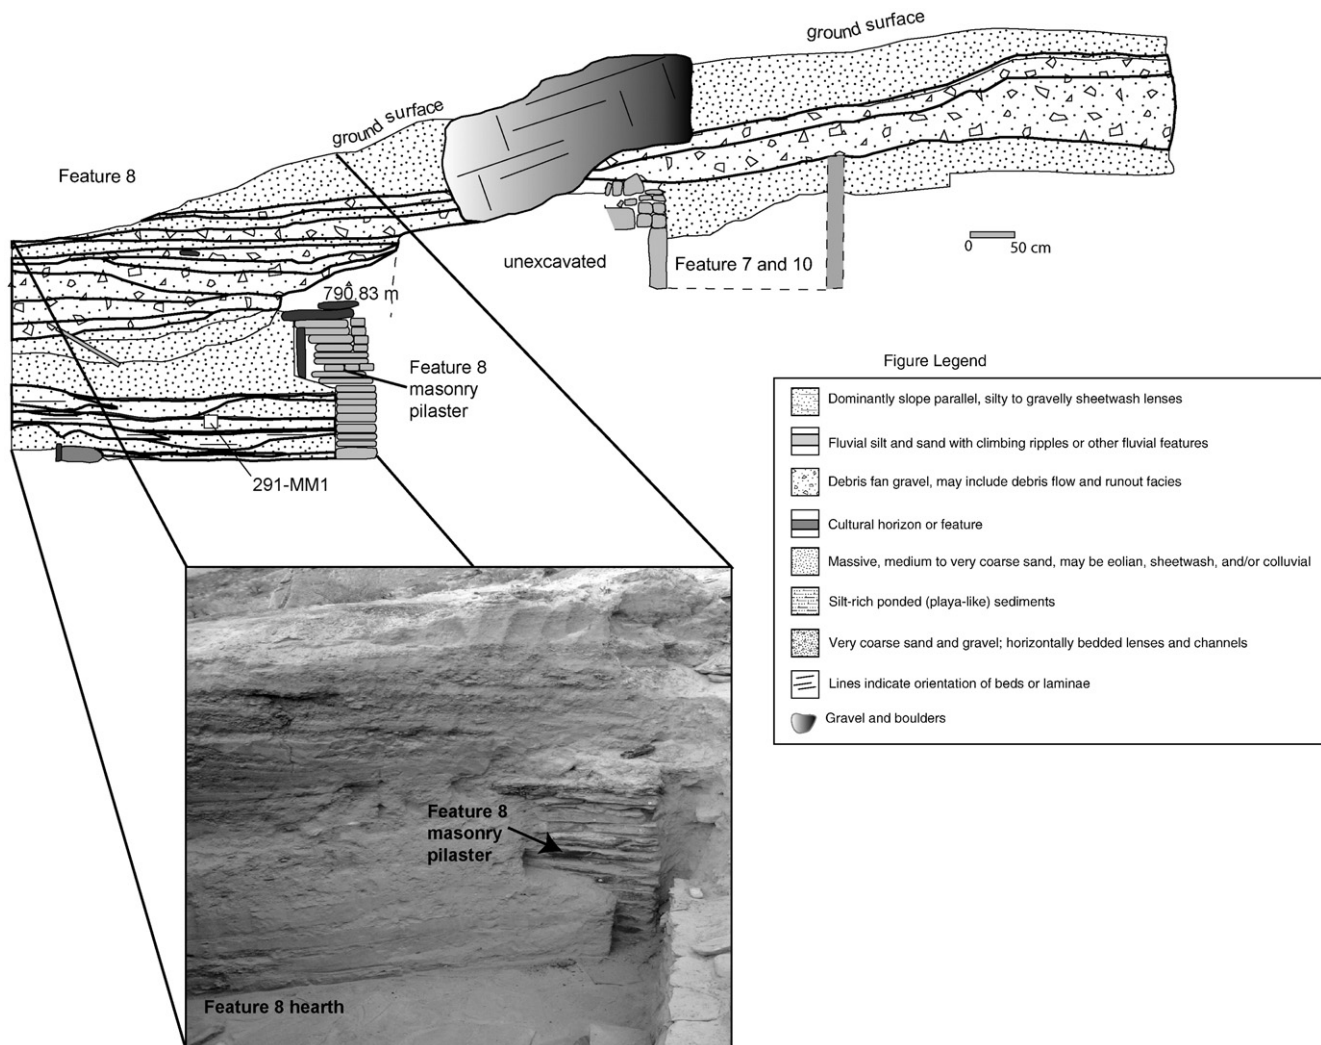 ground surface
ground surface
Feature 8
0 50 cm
unexcavated
Feature 7 and 10
790.83 m
Feature 8
masonry
pilaster
291-MM1
Figure Legend
Dominantly slope parallel, silty to gravelly sheetwash lenses
Fluvial silt and sand with climbing ripples or other fluvial features
Debris fan gravel, may include debris flow and runout facies
Cultural horizon or feature
Massive, medium to very coarse sand, may be eolian, sheetwash, and/or colluvial
Silt-rich ponded (playa-like) sediments
Very coarse sand and gravel; horizontally bedded lenses and channels
Lines indicate orientation of beds or laminae
Gravel and boulders
Feature 8
masonry
pilaster
Feature 8 hearth